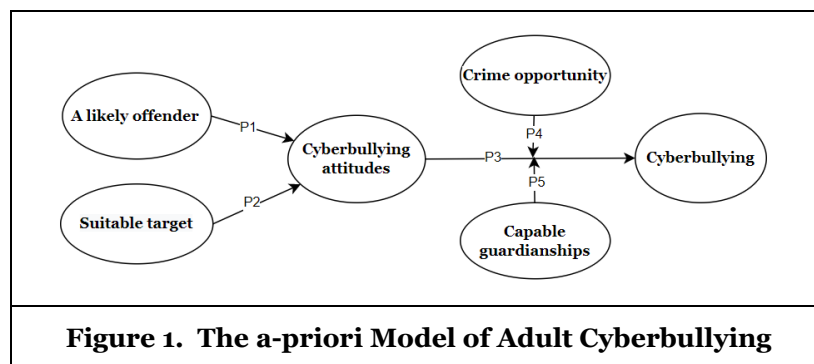 A likely offender
P1
Suitable target
P2
Cyberbullying
attitudes
P3
Crime opportunity
P4
P5
Capable
guardianships
Cyberbullying
Figure 1. The a-priori Model of Adult Cyberbullying